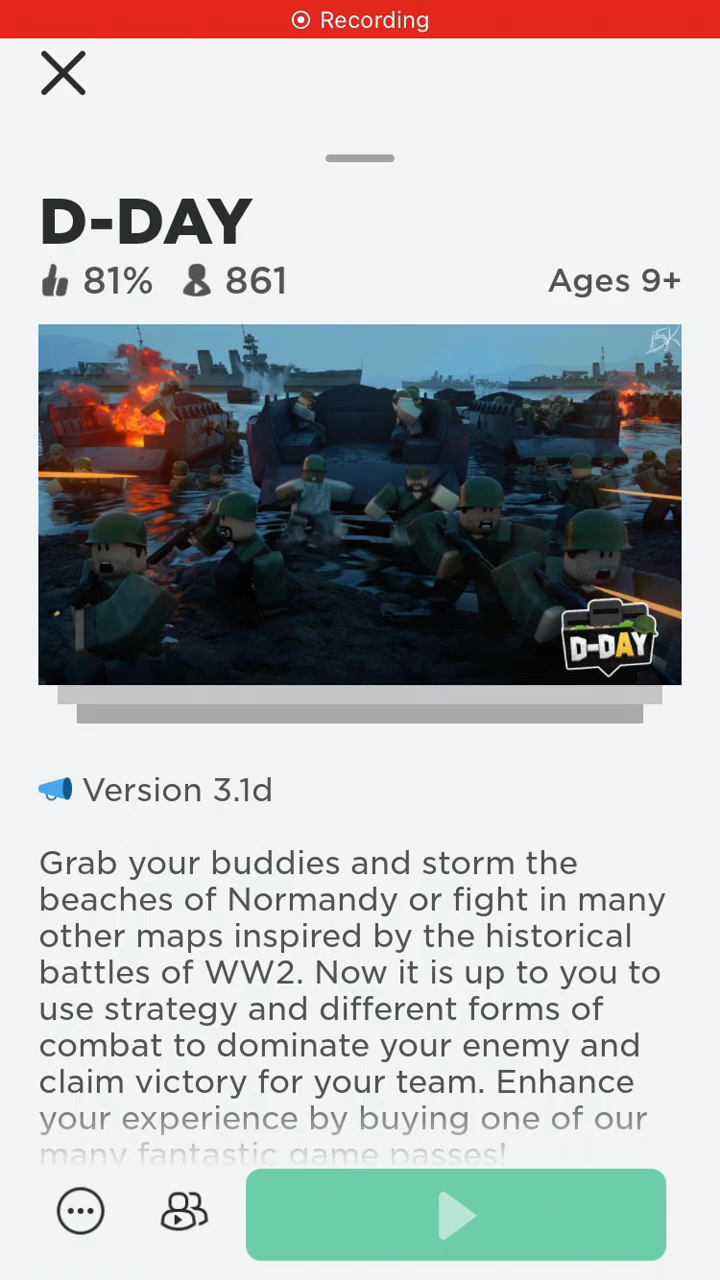 Recording
D-DAY
81% 861 Ages 9+
D-DAY
Version 3.1d
Grab your buddies and storm the
beaches of Normandy or fight in many
other maps inspired by the historical
battles of WW2. Now it is up to you to
use strategy and different forms of
combat to dominate your enemy and
claim victory for your team. Enhance
your experience by buying one of our
many fantastic game passes!